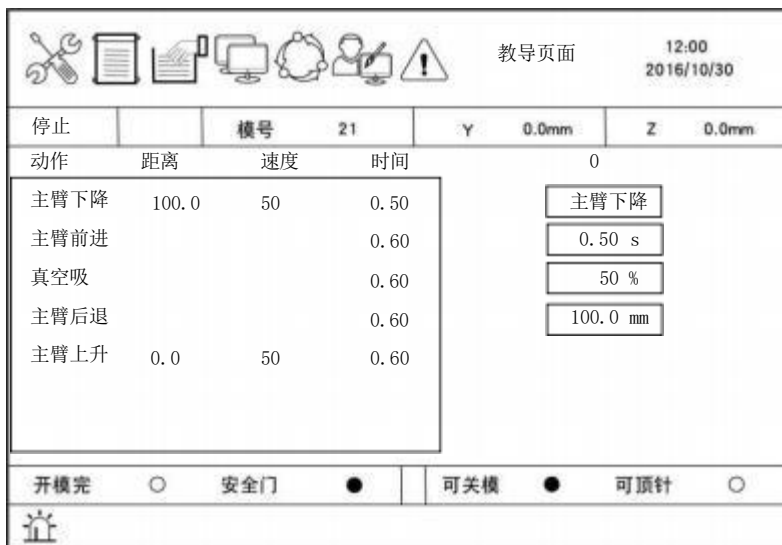 教导页面 12:00
2016/10/30
停止 模号 21 Y 0.0mm Z 0.0mm
动作 距离 速度 时间 0
主臂下降 100.0 50 0.50 主臂下降
主臂前进 0.60 0.50 s
真空吸 0.60 50 %
主臂后退 0.60 100.0 mm
主臂上升 0.0 50 0.60
开模完 安全门 可关模 可顶针